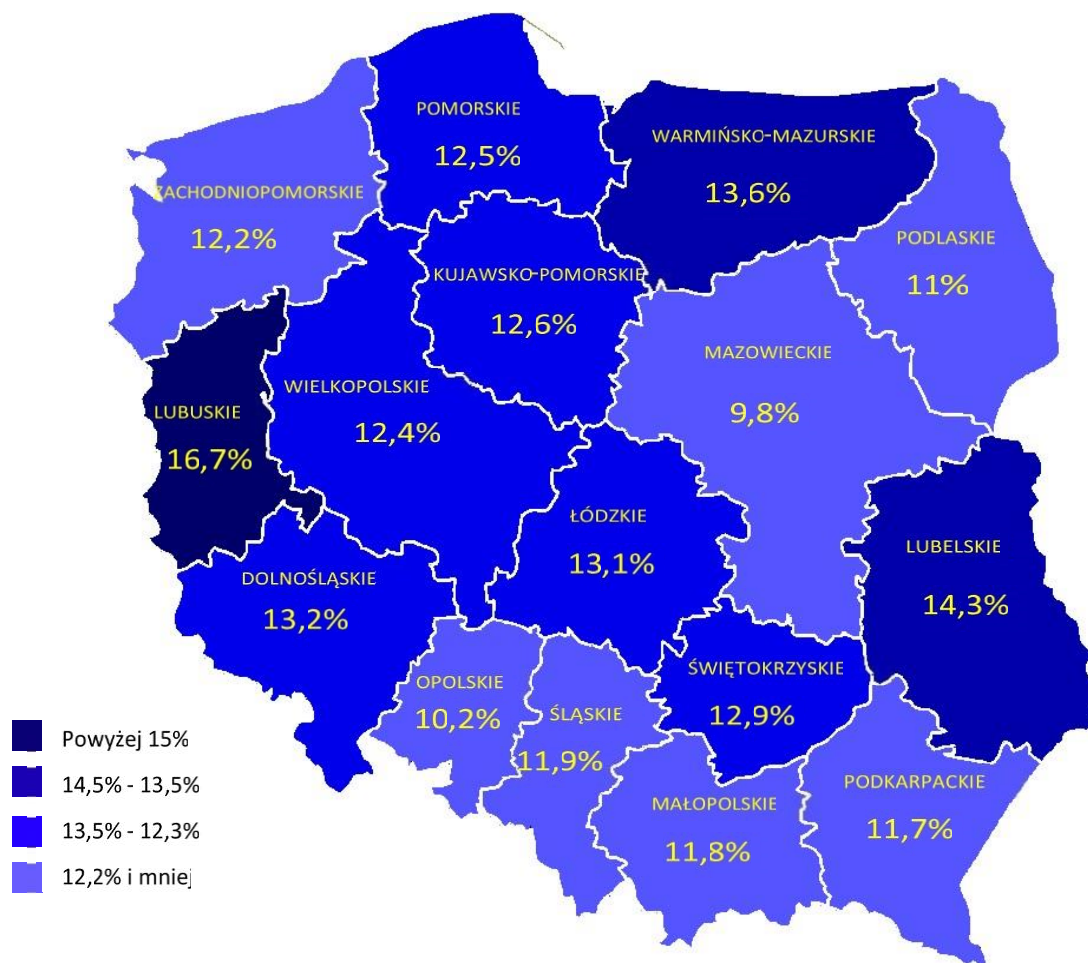 POMORSKIE
12,5%
WARMIŃSKO-MAZURSKIE
13,6%
ZACHODNIOPOMORSKIE
12,2%
PODLASKIE
11%
KUJAWSKO-POMORSKIE
12,6%
MAZOWIECKIE
9,8%
WIELKOPOLSKIE
12,4%
LUBUSKIE
16,7%
ŁÓDZKIE
13,1%
LUBELSKIE
14,3%
DOLNOŚLĄSKIE
13,2%
ŚWIĘTOKRZYSKIE
12,9%
OPOLSKIE
10,2%
ŚLĄSKIE
11,9%
MAŁOPOLSKIE
11,8%
PODKARPACKIE
11,7%
Powyżej 15%
14,5% - 13,5%
13,5% - 12,3%
12,2% i mniej